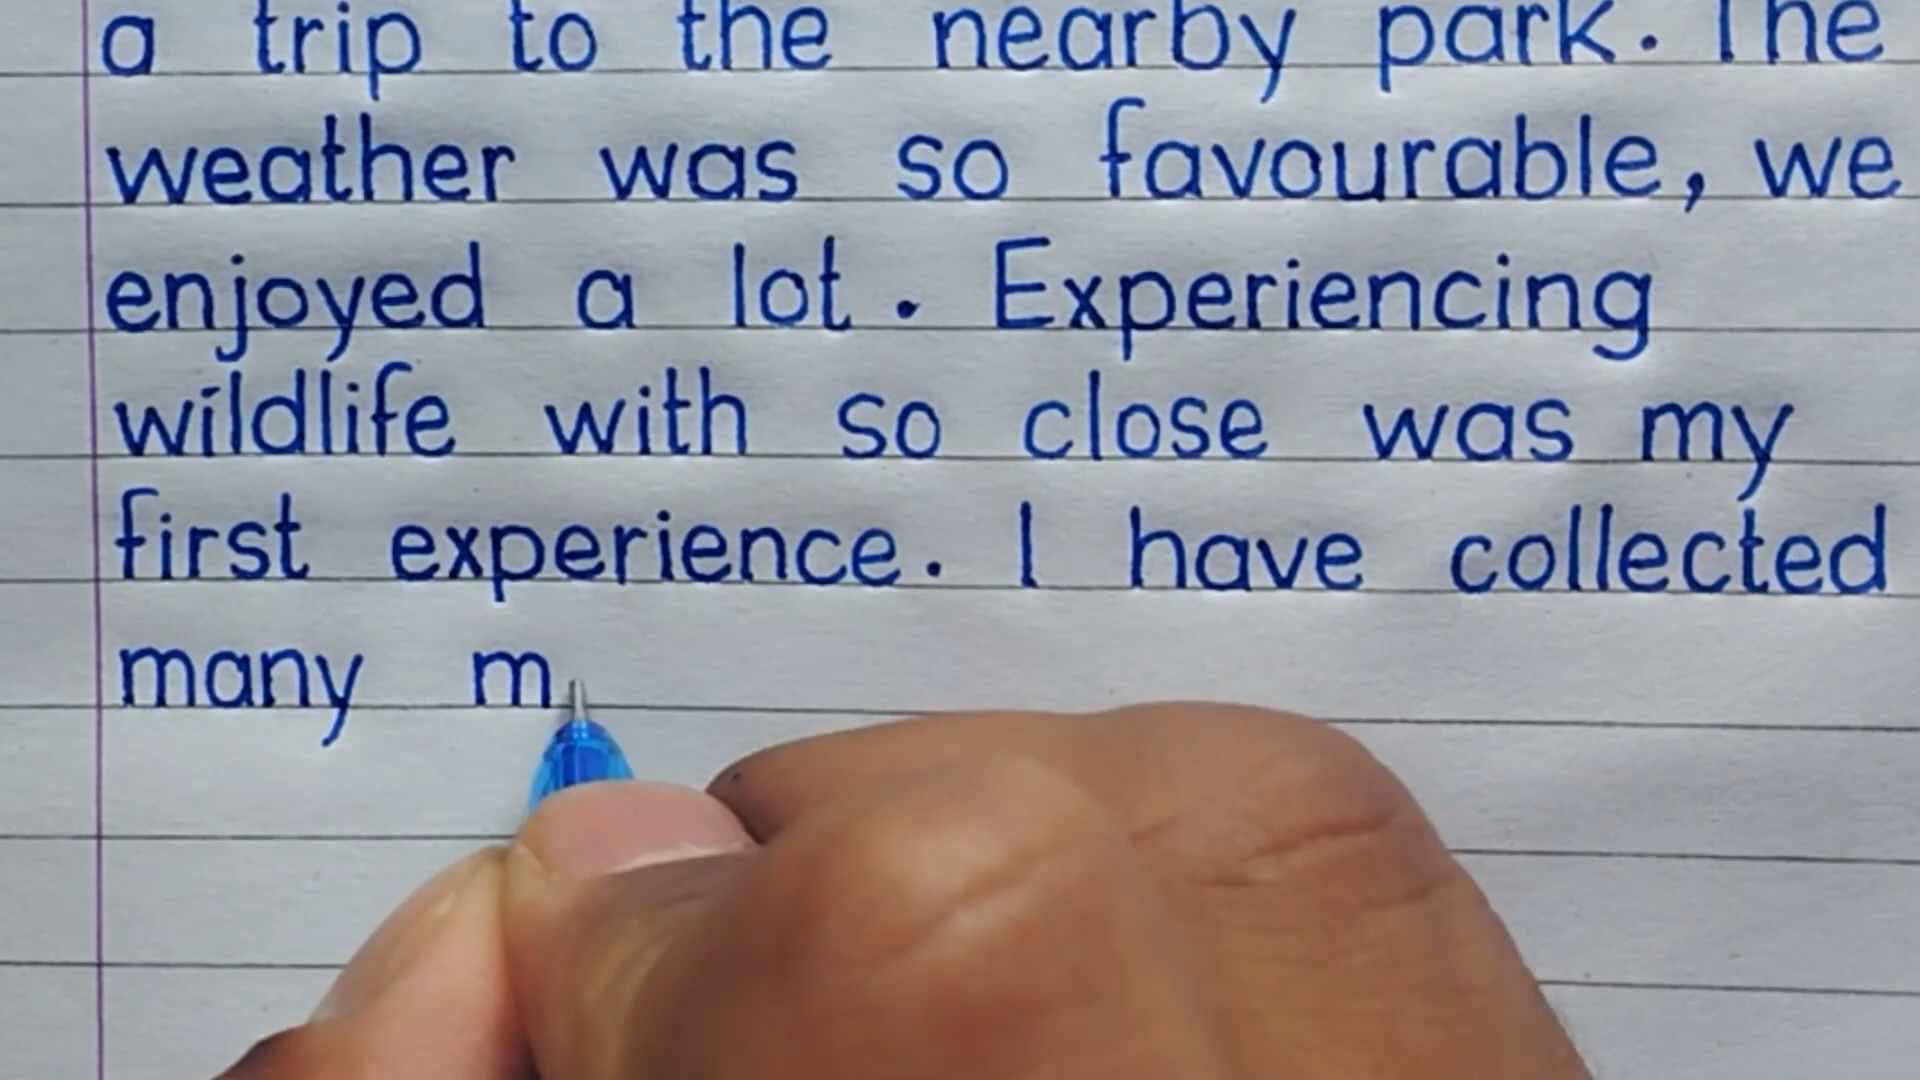 a trip to the nearby park. The
weather was so favourable, we
enjoyed a lot. Experiencing
wildlife with so close was my
first experience. I have collected
many m